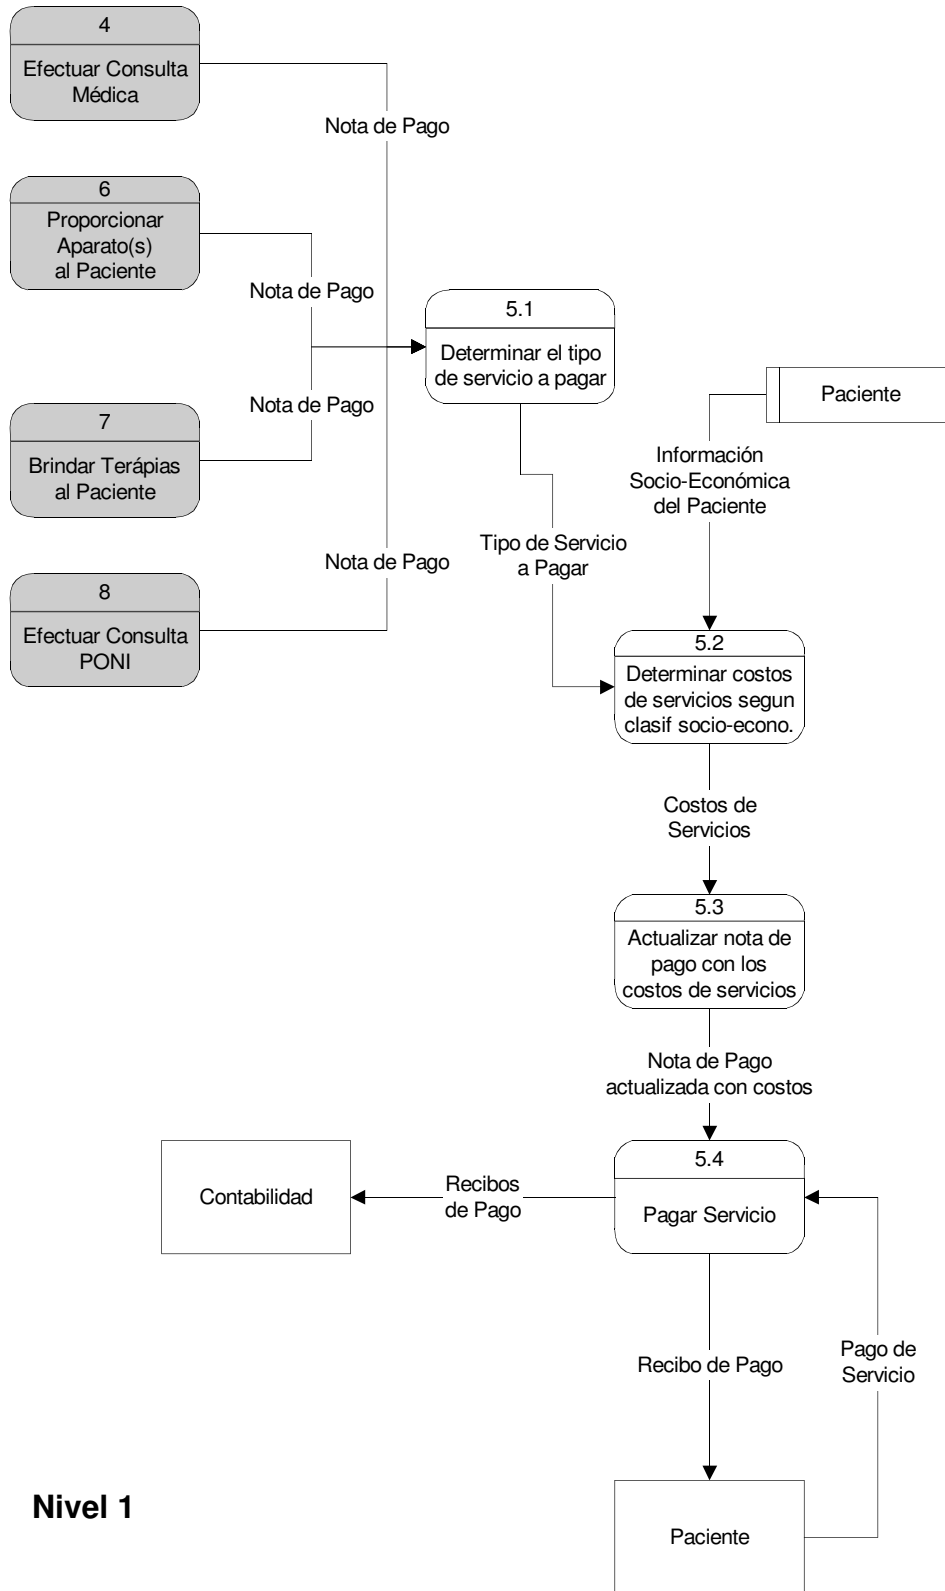 4
Efectuar Consulta
Médica
Nota de Pago
6
Proporcionar
Aparato(s)
al Paciente
Nota de Pago
5.1
Determinar el tipo
de servicio a pagar
Paciente
Nota de Pago
7
Brindar Terápias
al Paciente
Información
Socio-Económica
del Paciente
Tipo de Servicio
a Pagar
Nota de Pago
8
Efectuar Consulta
PONI
5.2
Determinar costos
de servicios segun
clasif socio-econo.
Costos de
Servicios
5.3
Actualizar nota de
pago con los
costos de servicios
Nota de Pago
actualizada con costos
5.4
Pagar Servicio
Recibos
de Pago
Contabilidad
Recibo de Pago
Pago de
Servicio
Nivel 1
Paciente